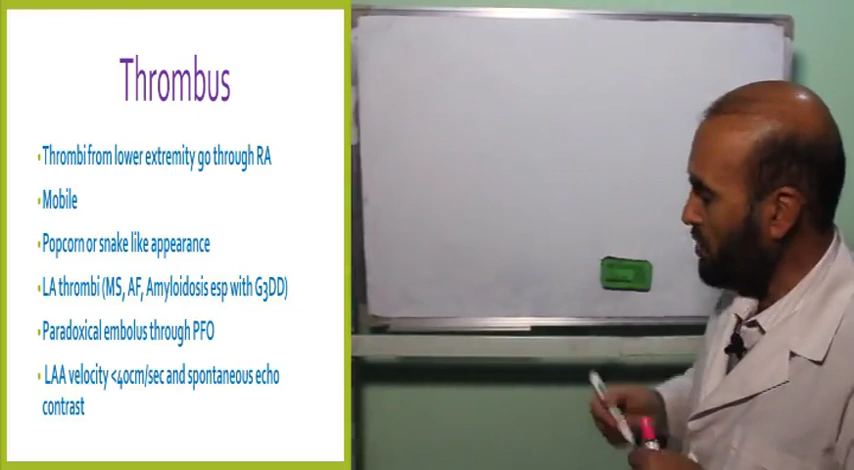 Thrombus
• Thrombi from lower extremity go through RA
• Mobile
• Popcorn or snake like appearance
• LA thrombi (MS, AF, Amyloidosis esp with G3DD)
• Paradoxical embolus through PFO
• LAA velocity <40cm/sec and spontaneous echo
contrast